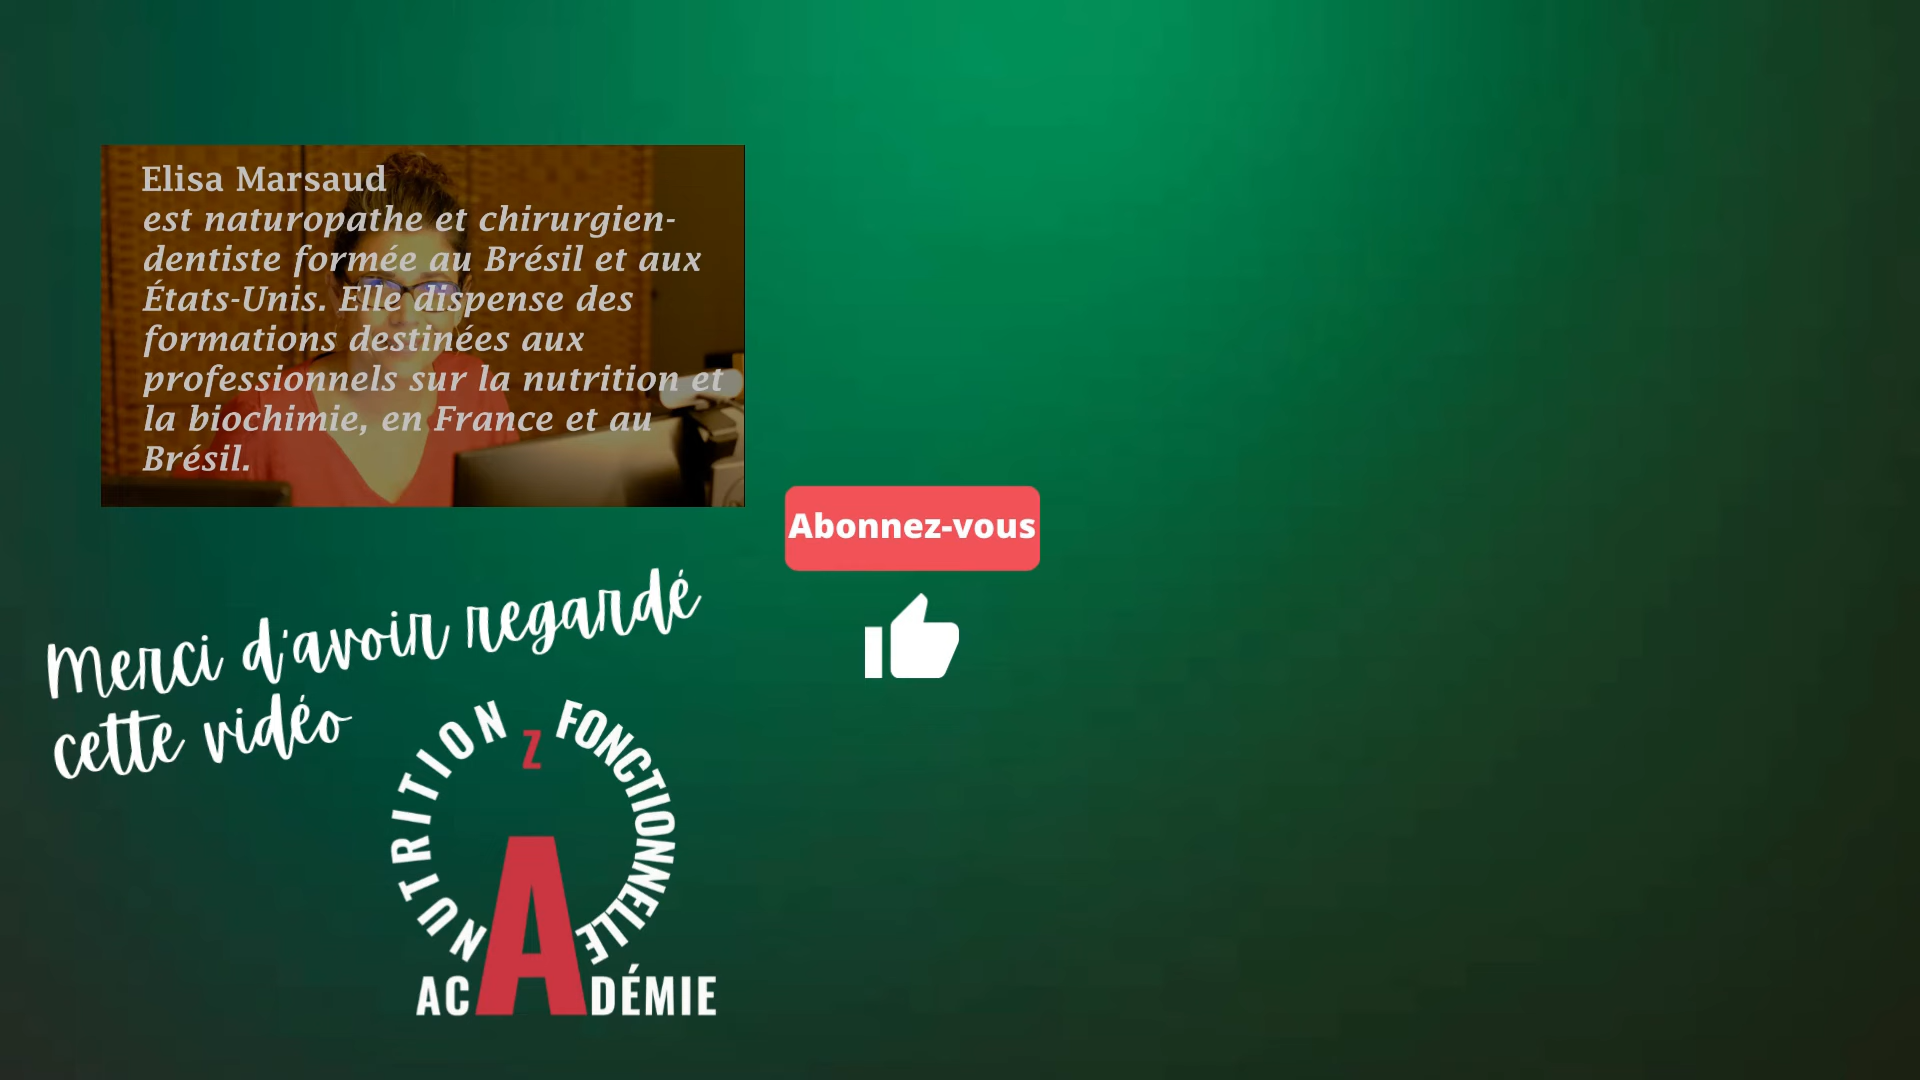 Elisa Marsaud
est naturopathe et chirurgien-
dentiste formée au Brésil et aux
États-Unis. Elle dispense des
formations destinées aux
professionnels sur la nutrition et
la biochimie, en France et au
Brésil.
Abonnez-vous
Merci d'avoir regardé
cette vidéo
NUTRITION Z FONCTIONNELLE
ACADÉMIE